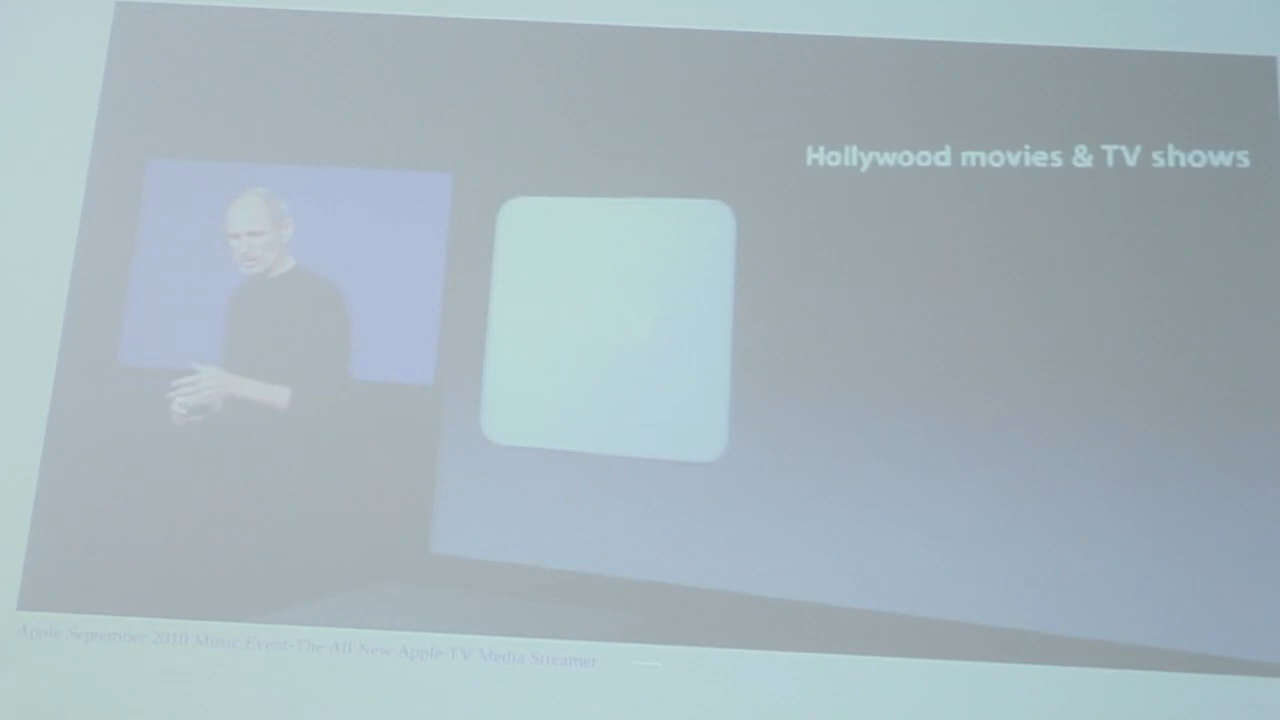 Hollywood movies & TV shows
Apple September 2010 Music Event-The All New Apple TV Media Streamer